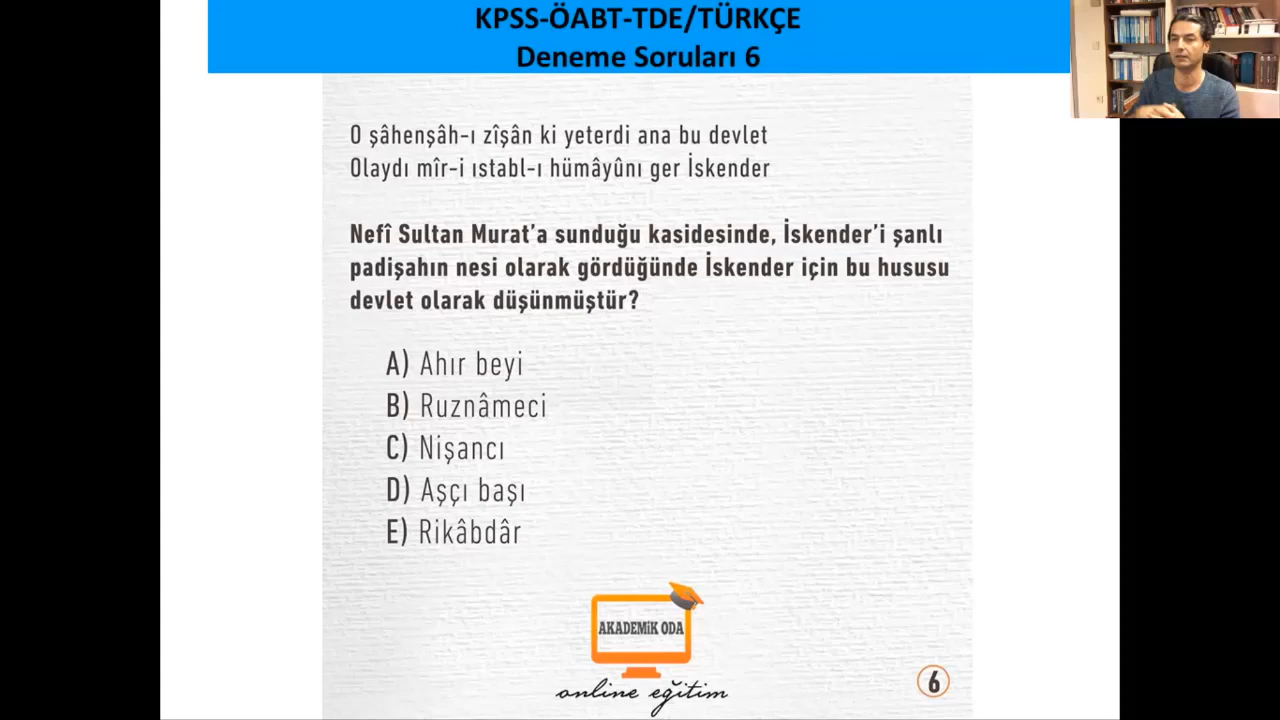 KPSS-ÖABT-TDE/TÜRKÇE
Deneme Soruları 6
O şâhenşâh-ı zîşân ki yeterdi ana bu devlet
Olaydı mîr-i ıstabl-ı hümâyûnı ger İskender
Nefî Sultan Murat'a sunduğu kasidesinde, İskender'i şanlı
padişahın nesi olarak gördüğünde İskender için bu hususu
devlet olarak düşünmüştür?
A) Ahır beyi
B) Ruznâmeci
C) Nişancı
D) Aşçı başı
E) Rikâbdâr
AKADEMİK ODA
online eğitim
6